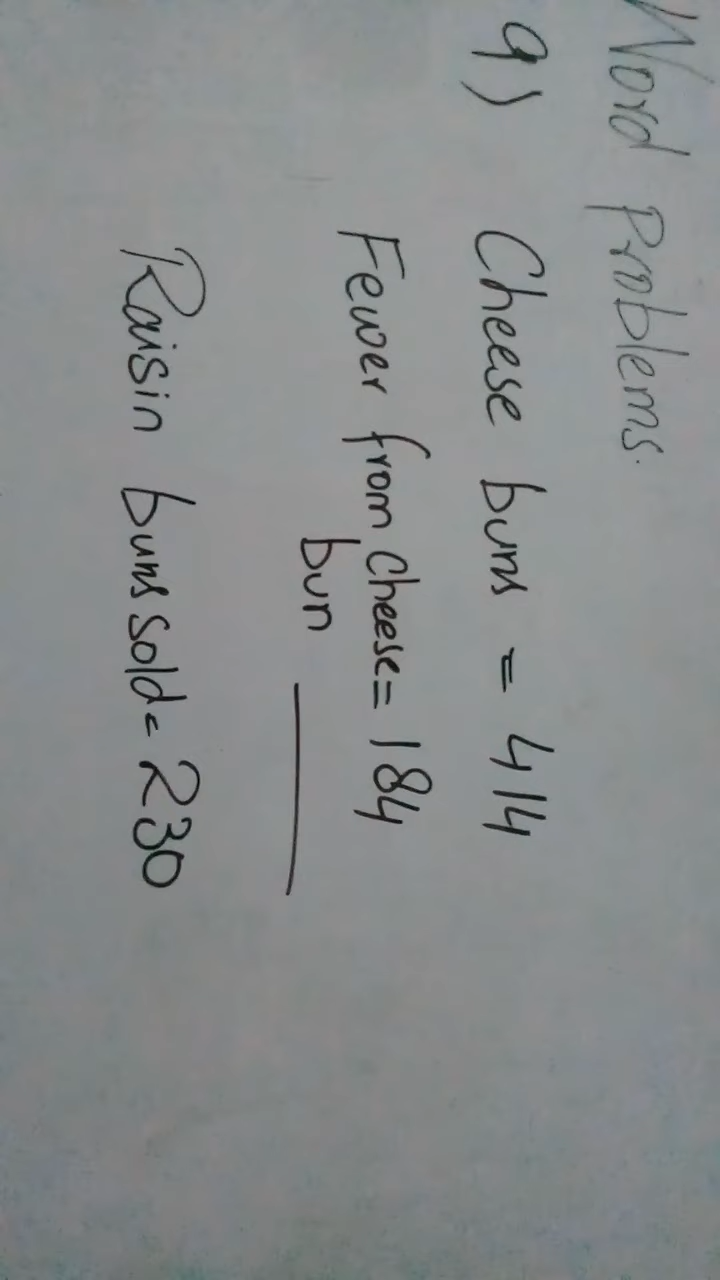 Word Problems.
9) Cheese buns = 414
Fewer from Cheese = 184
bun
Raisin buns sold = 230